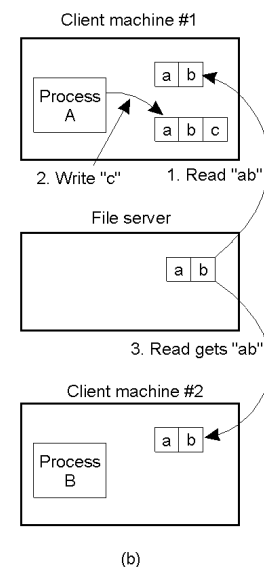 Client machine #1
a b
Process
A
a b c
2. Write "c"
1. Read "ab"
File server
a b
3. Read gets "ab"
Client machine #2
a b
Process
B
(b)